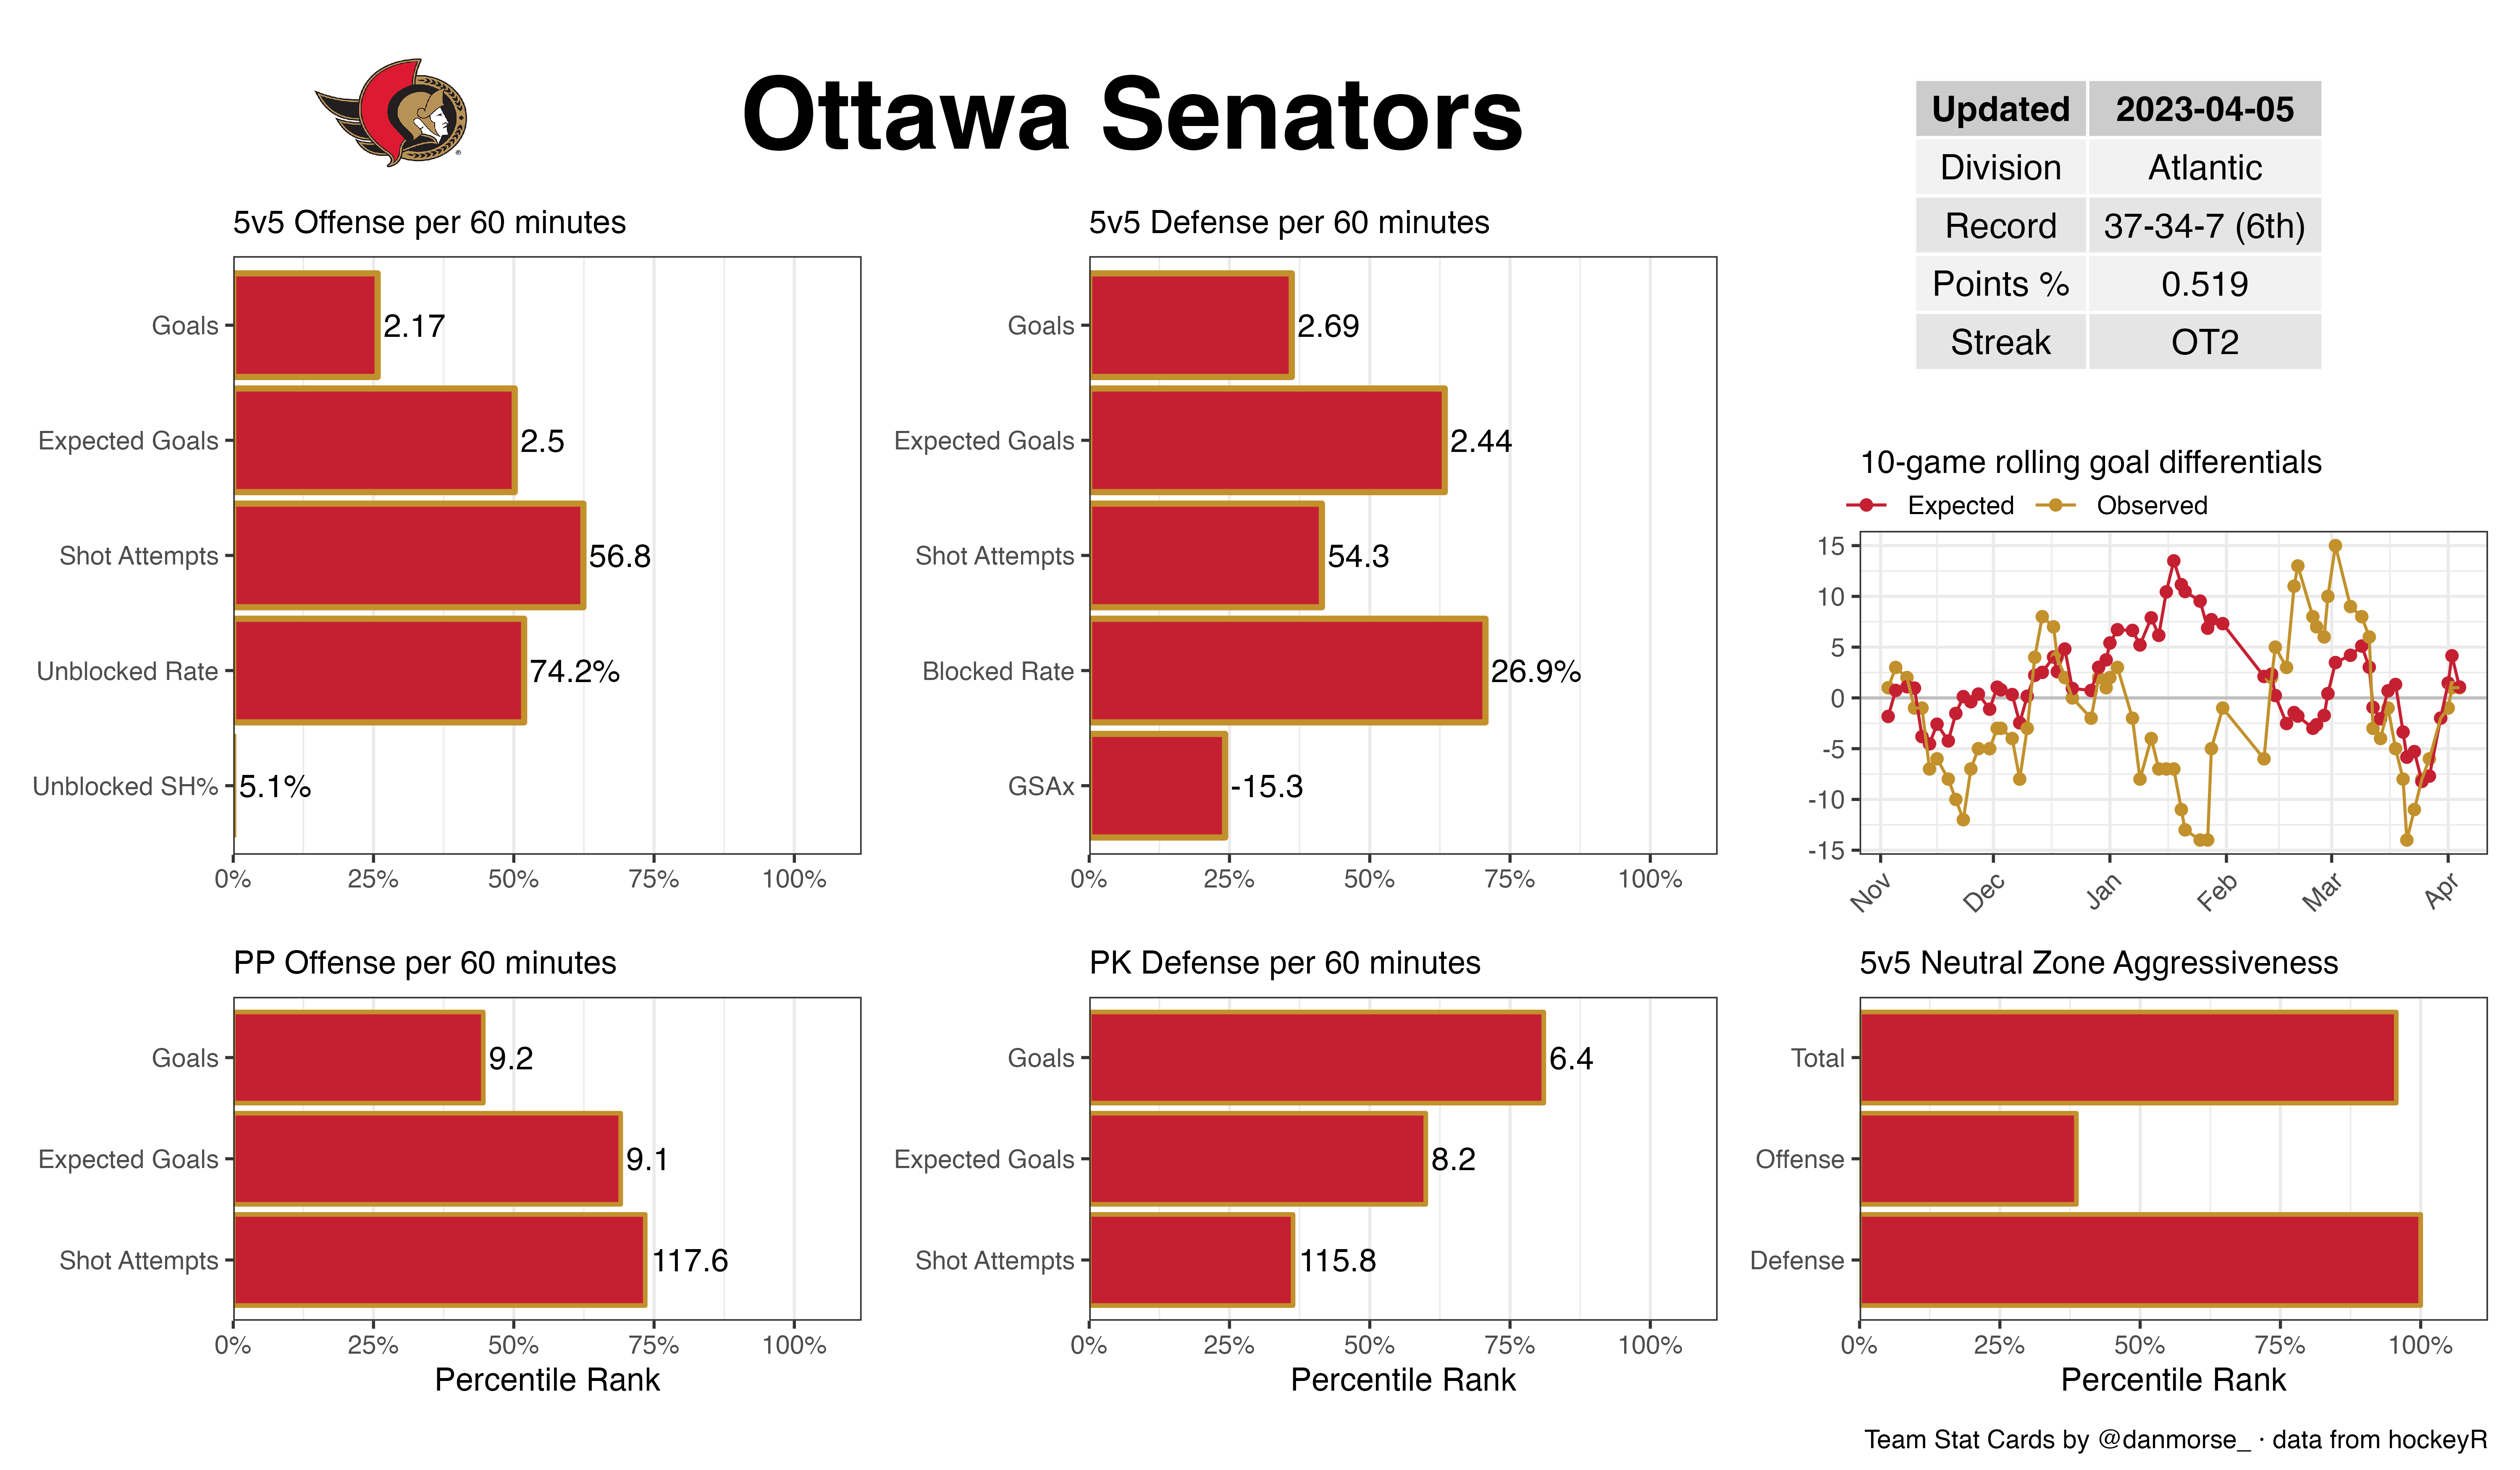 Ottawa Senators
Updated 2023-04-05
Division Atlantic
Record 37-34-7 (6th)
Points % 0.519
Streak OT2
5v5 Offense per 60 minutes
Goals 2.17
Expected Goals 2.5
Shot Attempts 56.8
Unblocked Rate 74.2%
Unblocked SH% 5.1%
0% 25% 50% 75% 100%
5v5 Defense per 60 minutes
Goals 2.69
Expected Goals 2.44
Shot Attempts 54.3
Blocked Rate 26.9%
GSAx -15.3
0% 25% 50% 75% 100%
10-game rolling goal differentials
Expected Observed
15
10
5
0
-5
-10
-15
Nov Dec Jan Feb Mar Apr
PP Offense per 60 minutes
Goals 9.2
Expected Goals 9.1
Shot Attempts 117.6
0% 25% 50% 75% 100%
Percentile Rank
PK Defense per 60 minutes
Goals 6.4
Expected Goals 8.2
Shot Attempts 115.8
0% 25% 50% 75% 100%
Percentile Rank
5v5 Neutral Zone Aggressiveness
Total
Offense
Defense
0% 25% 50% 75% 100%
Percentile Rank
Team Stat Cards by @danmorse_ · data from hockeyR